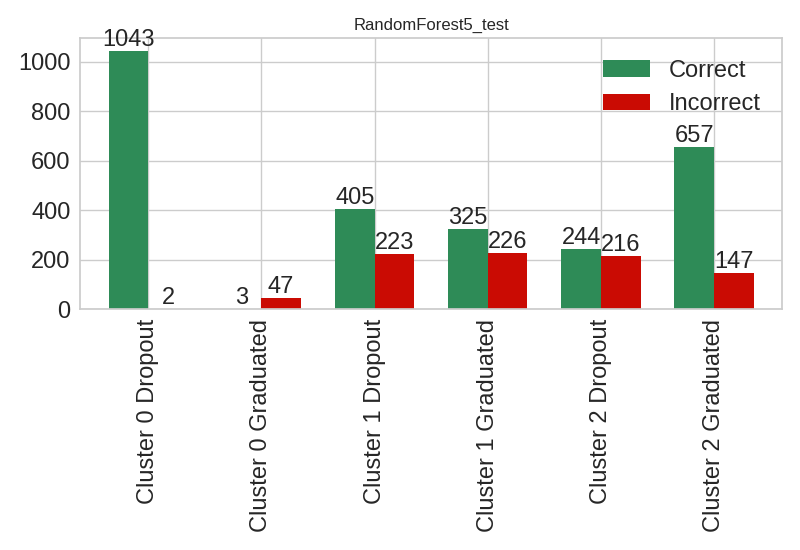 RandomForest5_test
Correct
Incorrect
1000
800
600
400
200
0
1043
2
3
47
405
223
325
226
244
216
657
147
Cluster 0 Dropout
Cluster 0 Graduated
Cluster 1 Dropout
Cluster 1 Graduated
Cluster 2 Dropout
Cluster 2 Graduated